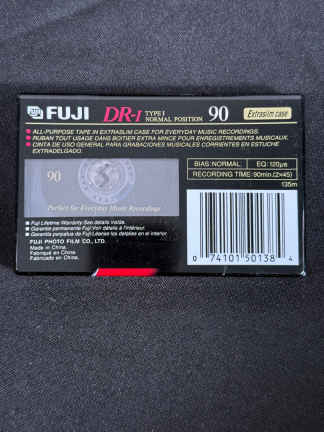 FUJI DR-I TYPE I NORMAL POSITION 90 Extraslim case
• ALL-PURPOSE TAPE IN EXTRASLIM CASE FOR EVERYDAY MUSIC RECORDINGS.
• RUBAN TOUT USAGE DANS BOITIER EXTRA MINCE POUR ENREGISTREMENTS MUSICAUX.
• CINTA DE USO GENERAL PARA GRABACIONES MUSICALES CORRIENTES EN ESTUCHE
EXTRADELGADO.
BIAS:NORMAL, EQ:120μs
RECORDING TIME:90min.(2×45)
135m
90
Perfect for Everyday Music Recordings
■ Fuji Lifetime Warranty-See details inside.
■ Garantie permanente Fuji-Voir détails à l'intérieur.
■ Garantía perpetua de Fuji-Léanse los detalles en el interior.
FUJI PHOTO FILM CO., LTD.
Made in China.
Fabriqué en Chine
Fabricado en China.
0 74101 50138 4